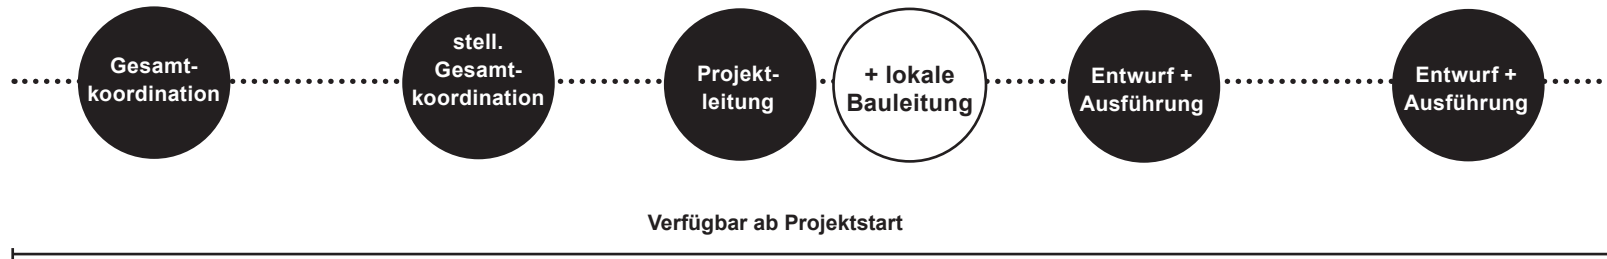 Gesamt-
koordination
stell.
Gesamt-
koordination
Projekt-
leitung
+ lokale
Bauleitung
Entwurf +
Ausführung
Entwurf +
Ausführung
Verfügbar ab Projektstart